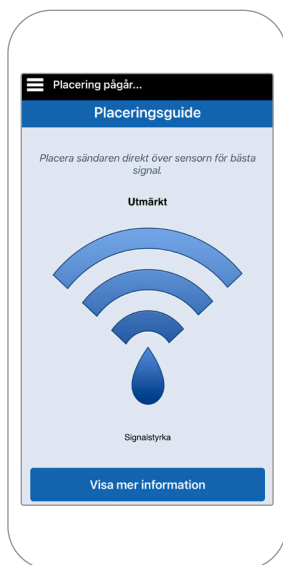 Placering pågår...
Placeringsguide
Placera sändaren direkt över sensorn för bästa
signal.
Utmärkt
Signalstyrka
Visa mer information